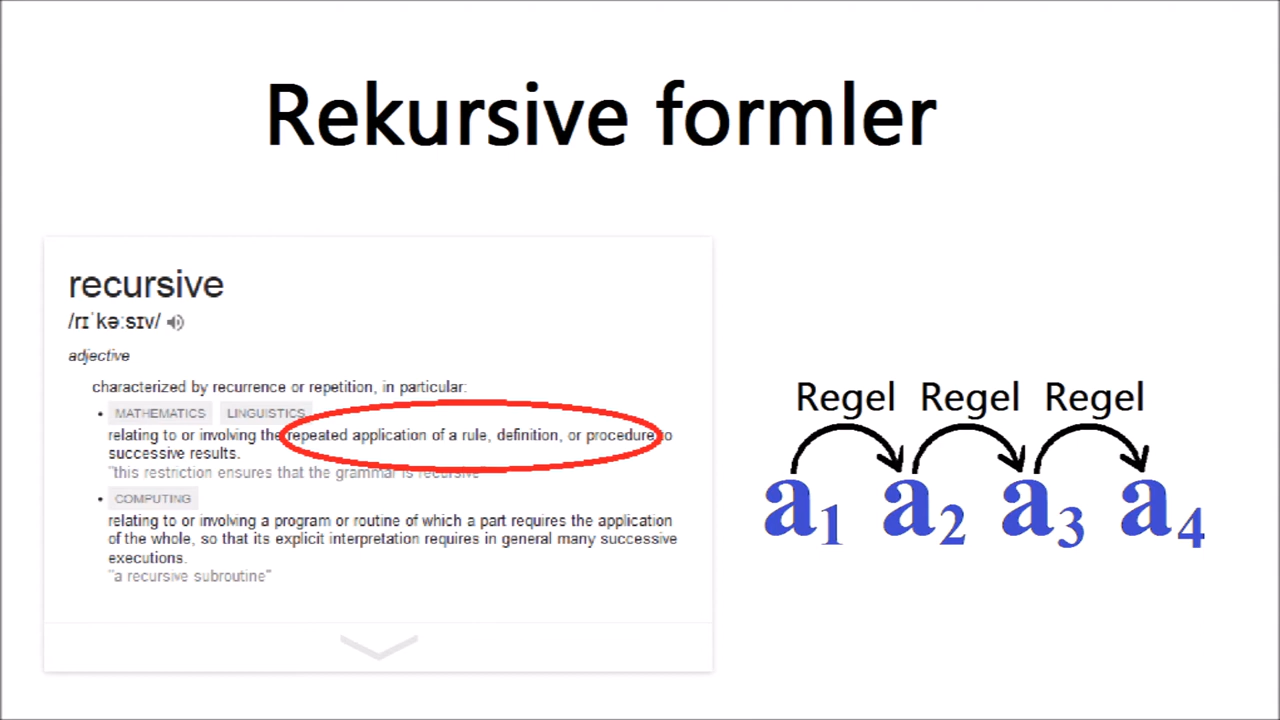 Rekursive formler
recursive
/rɪˈkəːsɪv/
adjective
characterized by recurrence or repetition, in particular:
• MATHEMATICS LINGUISTICS
relating to or involving the repeated application of a rule, definition, or procedure to
successive results.
"this restriction ensures that the grammar is recursive"
• COMPUTING
relating to or involving a program or routine of which a part requires the application
of the whole, so that its explicit interpretation requires in general many successive
executions.
"a recursive subroutine"
Regel Regel Regel
a1 a2 a3 a4